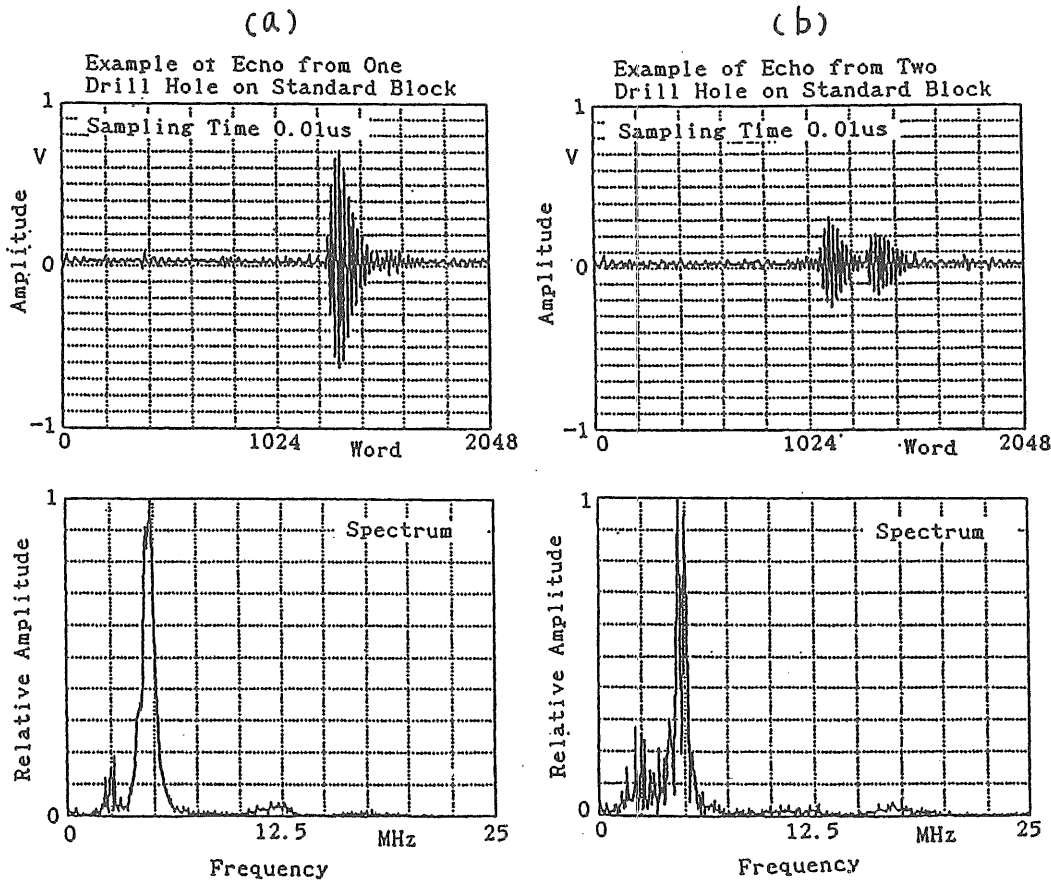 (a)
Example of Echo from One
Drill Hole on Standard Block
1
Sampling Time 0.01us
V
Amplitude
0
-1
0
1024
Word
2048
1
Spectrum
Relative Amplitude
0
0
12.5
MHz
25
Frequency
(b)
Example of Echo from Two
Drill Hole on Standard Block
1
Sampling Time 0.01us
V
Amplitude
0
-1
0
1024
Word
2048
1
Spectrum
Relative Amplitude
0
0
12.5
MHz
25
Frequency